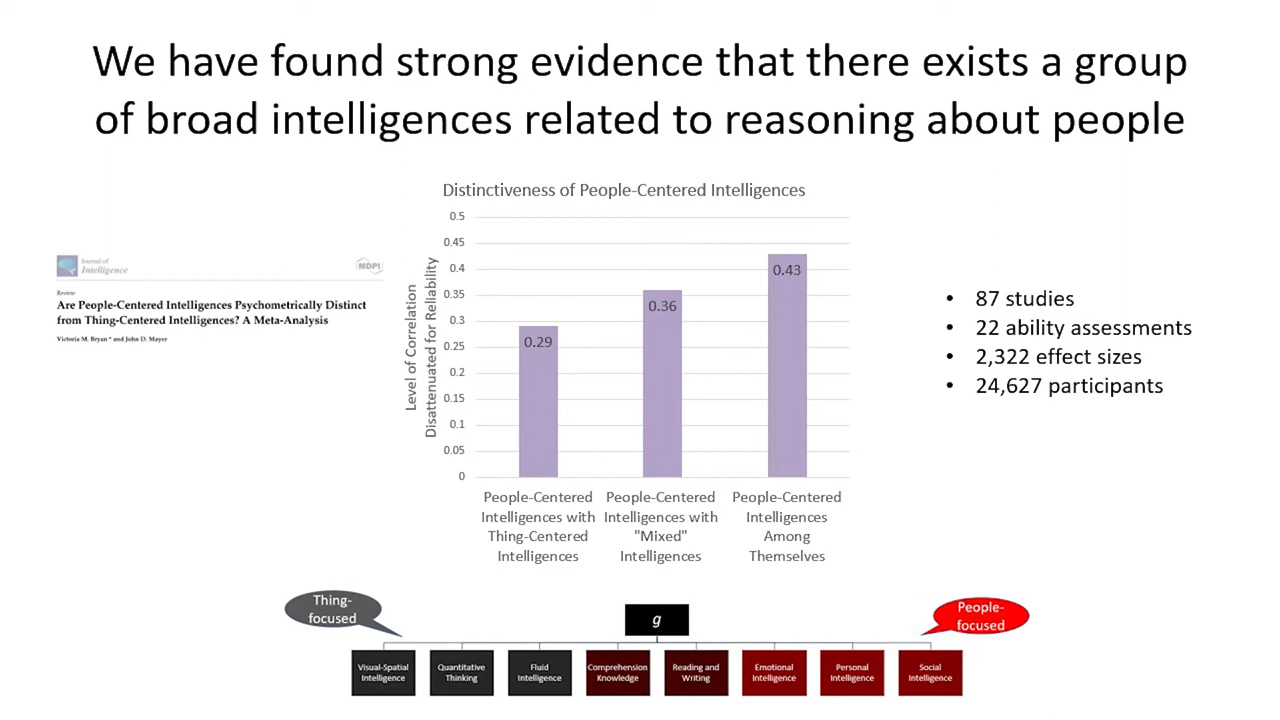 We have found strong evidence that there exists a group
of broad intelligences related to reasoning about people
Journal of
Intelligence
MDPI
Review
Are People-Centered Intelligences Psychometrically Distinct
from Thing-Centered Intelligences? A Meta-Analysis
Victoria M. Bryan * and John D. Mayer
Distinctiveness of People-Centered Intelligences
Level of Correlation
Disattenuated for Reliability
0.5
0.45
0.4
0.35
0.3
0.25
0.2
0.15
0.1
0.05
0
0.29
0.36
0.43
People-Centered
Intelligences with
Thing-Centered
Intelligences
People-Centered
Intelligences with
"Mixed"
Intelligences
People-Centered
Intelligences
Among
Themselves
• 87 studies
• 22 ability assessments
• 2,322 effect sizes
• 24,627 participants
Thing-
focused
g
People-
focused
Visual-Spatial
Intelligence
Quantitative
Thinking
Fluid
Intelligence
Comprehension
Knowledge
Reading and
Writing
Emotional
Intelligence
Personal
Intelligence
Social
Intelligence